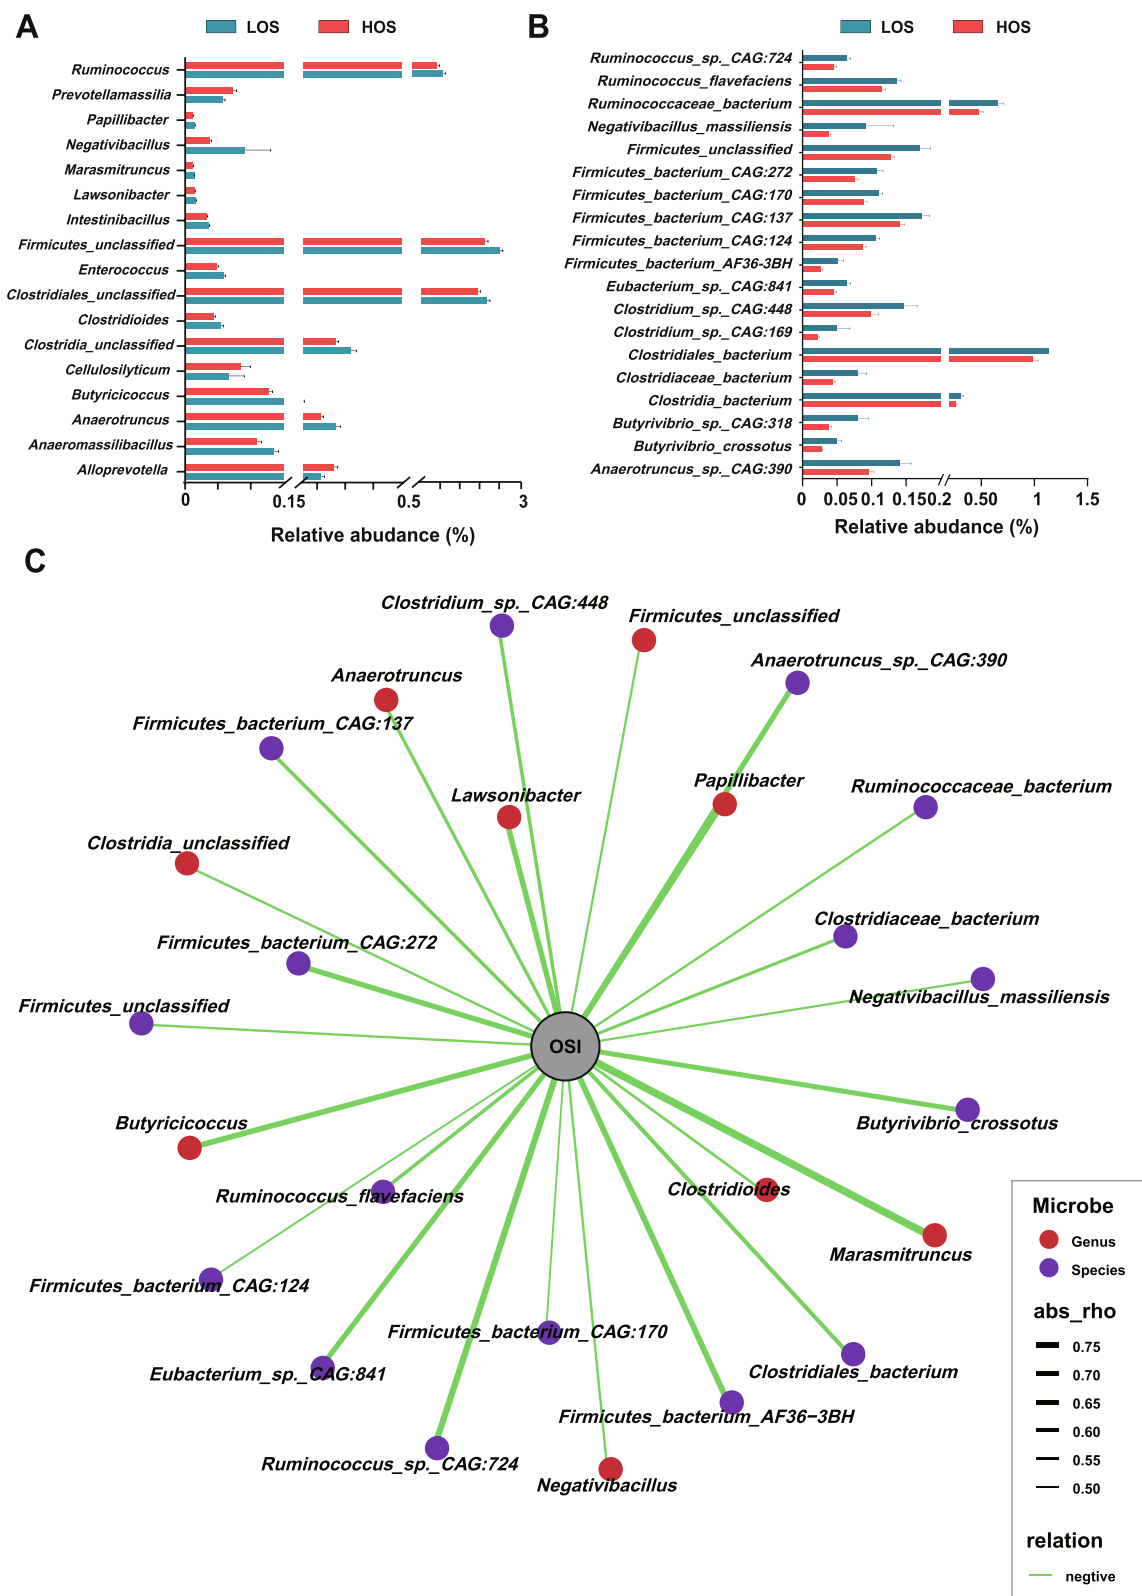 A
LOS
HOS
Ruminococcus
Prevotellamassilia
Papillibacter
Negativibacillus
Marasmitruncus
Lawsonibacter
Intestinibacillus
Firmicutes_unclassified
Enterococcus
Clostridiales_unclassified
Clostridioides
Clostridia_unclassified
Cellulosilyticum
Butyricicoccus
Anaerotruncus
Anaeromassilibacillus
Alloprevotella
0 0.15 0.5 3
Relative abudance (%)
B
LOS
HOS
Ruminococcus_sp._CAG:724
Ruminococcus_flavefaciens
Ruminococcaceae_bacterium
Negativibacillus_massiliensis
Firmicutes_unclassified
Firmicutes_bacterium_CAG:272
Firmicutes_bacterium_CAG:170
Firmicutes_bacterium_CAG:137
Firmicutes_bacterium_CAG:124
Firmicutes_bacterium_AF36-3BH
Eubacterium_sp._CAG:841
Clostridium_sp._CAG:448
Clostridium_sp._CAG:169
Clostridiales_bacterium
Clostridiaceae_bacterium
Clostridia_bacterium
Butyrivibrio_sp._CAG:318
Butyrivibrio_crossotus
Anaerotruncus_sp._CAG:390
0 0.05 0.1 0.15 0.2 0.50 1 1.5
Relative abudance (%)
C
Clostridium_sp._CAG:448
Firmicutes_unclassified
Anaerotruncus_sp._CAG:390
Anaerotruncus
Firmicutes_bacterium_CAG:137
Lawsonibacter
Papillibacter
Ruminococcaceae_bacterium
Clostridia_unclassified
Clostridiaceae_bacterium
Firmicutes_bacterium_CAG:272
Negativibacillus_massiliensis
Firmicutes_unclassified
OSI
Butyricicoccus
Butyrivibrio_crossotus
Ruminococcus_flavefaciens
Clostridioides
Marasmitruncus
Firmicutes_bacterium_CAG:124
Firmicutes_bacterium_CAG:170
Eubacterium_sp._CAG:841
Clostridiales_bacterium
Firmicutes_bacterium_AF36−3BH
Ruminococcus_sp._CAG:724
Negativibacillus
Microbe
Genus
Species
abs_rho
0.75
0.70
0.65
0.60
0.55
0.50
relation
negtive